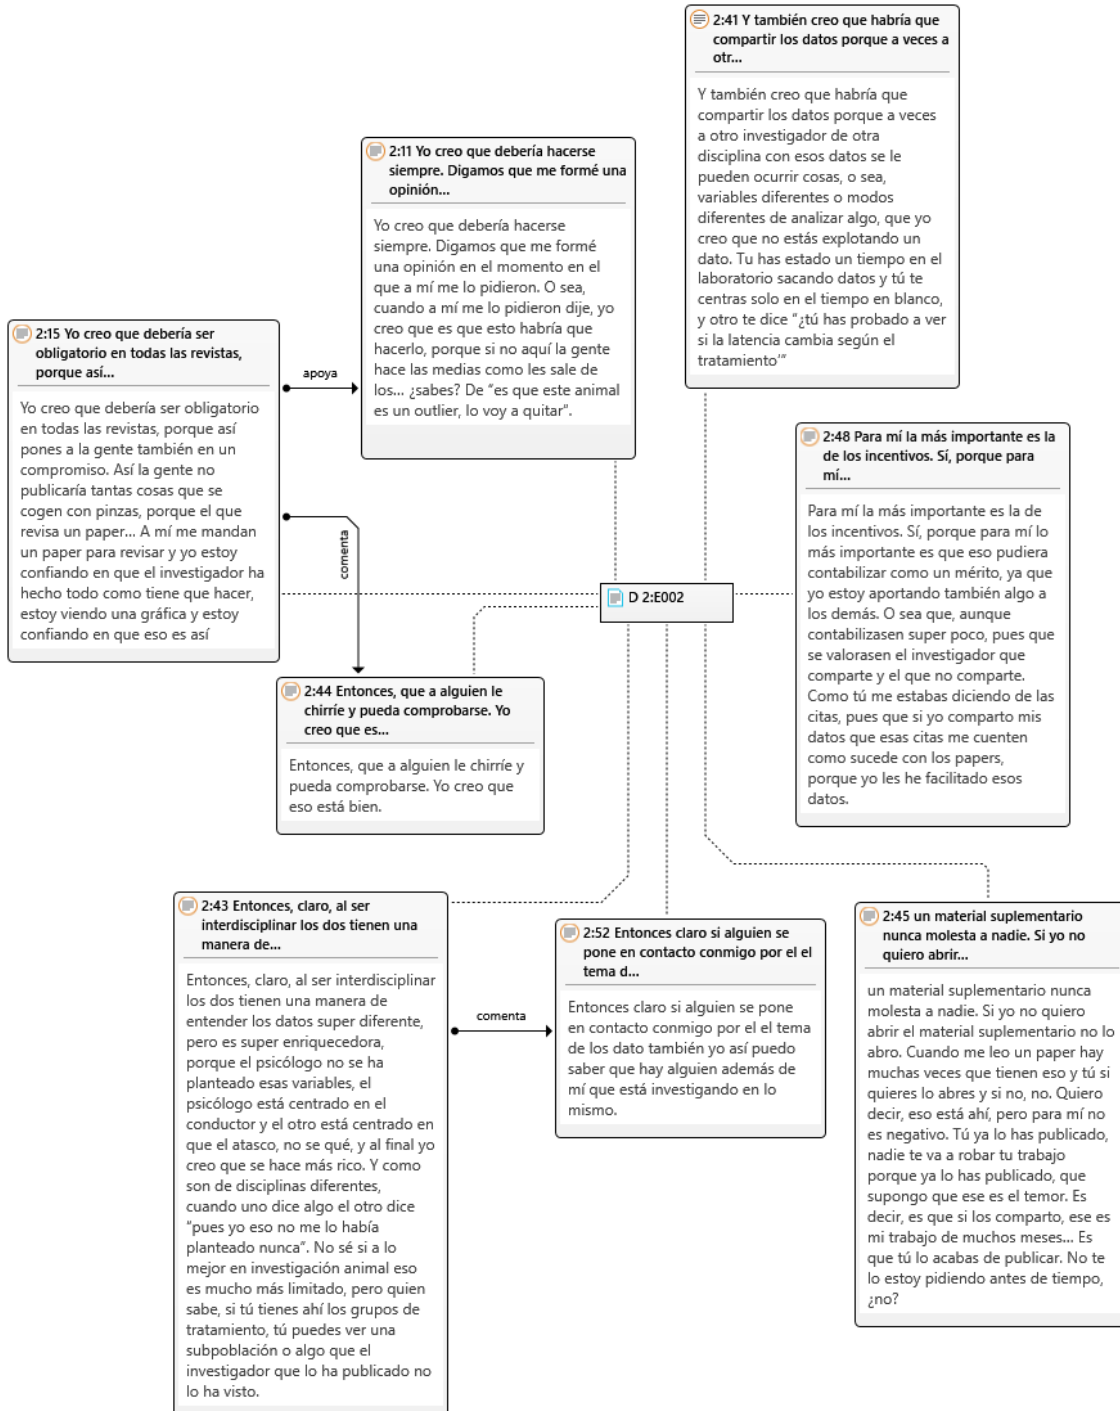 2:41 Y también creo que habría que
compartir los datos porque a veces a
otr...
Y también creo que habría que
compartir los datos porque a veces
a otro investigador de otra
disciplina con esos datos se le
pueden ocurrir cosas, o sea,
variables diferentes o modos
diferentes de analizar algo, que yo
creo que no estás explotando un
dato. Tu has estado un tiempo en el
laboratorio sacando datos y tú te
centras solo en el tiempo en blanco,
y otro te dice “¿tú has probado a ver
si la latencia cambia según el
tratamiento'”
2:11 Yo creo que debería hacerse
siempre. Digamos que me formé una
opinión...
Yo creo que debería hacerse
siempre. Digamos que me formé
una opinión en el momento en el
que a mí me lo pidieron. O sea,
cuando a mí me lo pidieron dije, yo
creo que es que esto habría que
hacerlo, porque si no aquí la gente
hace las medias como les sale de
los... ¿sabes? De “es que este animal
es un outlier, lo voy a quitar”.
2:15 Yo creo que debería ser
obligatorio en todas las revistas,
porque así...
Yo creo que debería ser obligatorio
en todas las revistas, porque así
pones a la gente también en un
compromiso. Así la gente no
publicaría tantas cosas que se
cogen con pinzas, porque el que
revisa un paper... A mí me mandan
un paper para revisar y yo estoy
confiando en que el investigador ha
hecho todo como tiene que hacer,
estoy viendo una gráfica y estoy
confiando en que eso es así
apoya
comenta
2:48 Para mí la más importante es la
de los incentivos. Sí, porque para
mí...
Para mí la más importante es la de
los incentivos. Sí, porque para mí lo
más importante es que eso pudiera
contabilizar como un mérito, ya que
yo estoy aportando también algo a
los demás. O sea que, aunque
contabilizasen super poco, pues que
se valorasen el investigador que
comparte y el que no comparte.
Como tú me estabas diciendo de las
citas, pues que si yo comparto mis
datos que esas citas me cuenten
como sucede con los papers,
porque yo les he facilitado esos
datos.
D 2:E002
2:44 Entonces, que a alguien le
chirríe y pueda comprobarse. Yo
creo que es...
Entonces, que a alguien le chirríe y
pueda comprobarse. Yo creo que
eso está bien.
2:43 Entonces, claro, al ser
interdisciplinar los dos tienen una
manera de...
Entonces, claro, al ser interdisciplinar
los dos tienen una manera de
entender los datos super diferente,
pero es super enriquecedora,
porque el psicólogo no se ha
planteado esas variables, el
psicólogo está centrado en el
conductor y el otro está centrado en
que el atasco, no se qué, y al final yo
creo que se hace más rico. Y como
son de disciplinas diferentes,
cuando uno dice algo el otro dice
“pues yo eso no me lo había
planteado nunca”. No sé si a lo
mejor en investigación animal eso
es mucho más limitado, pero quien
sabe, si tú tienes ahí los grupos de
tratamiento, tú puedes ver una
subpoblación o algo que el
investigador que lo ha publicado no
lo ha visto.
comenta
2:52 Entonces claro si alguien se
pone en contacto conmigo por el el
tema d...
Entonces claro si alguien se pone
en contacto conmigo por el el tema
de los dato también yo así puedo
saber que hay alguien además de
mí que está investigando en lo
mismo.
2:45 un material suplementario
nunca molesta a nadie. Si yo no
quiero abrir...
un material suplementario nunca
molesta a nadie. Si yo no quiero
abrir el material suplementario no lo
abro. Cuando me leo un paper hay
muchas veces que tienen eso y tú si
quieres lo abres y si no, no. Quiero
decir, eso está ahí, pero para mí no
es negativo. Tú ya lo has publicado,
nadie te va a robar tu trabajo
porque ya lo has publicado, que
supongo que ese es el temor. Es
decir, es que si los comparto, ese es
mi trabajo de muchos meses... Es
que tú lo acabas de publicar. No te
lo estoy pidiendo antes de tiempo,
¿no?